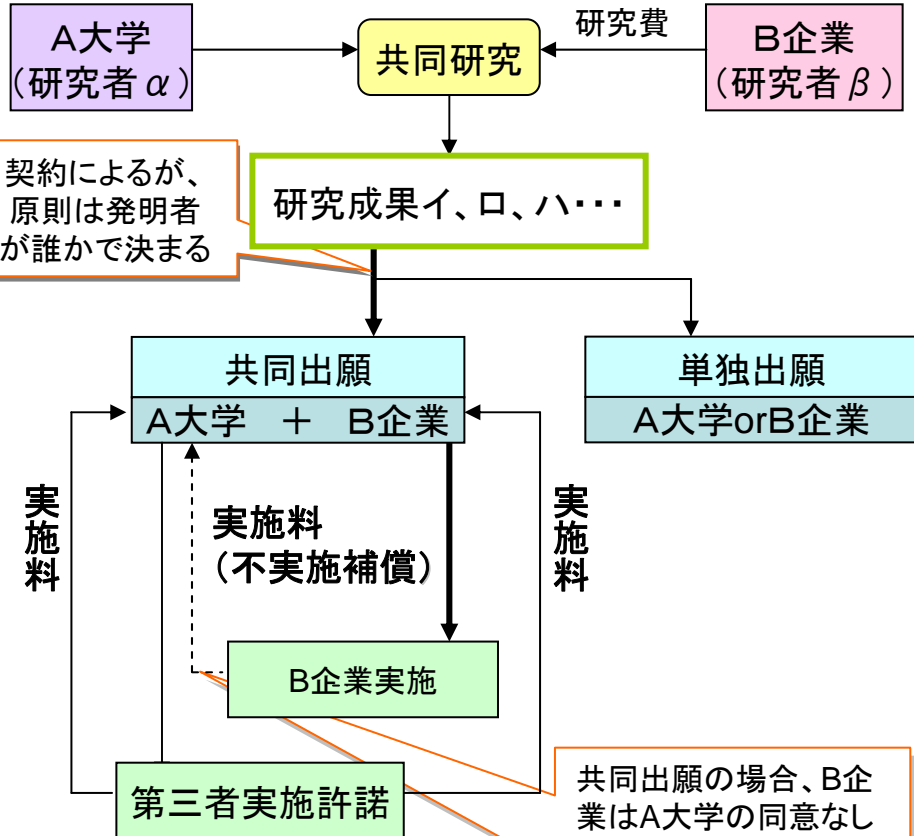 A大学
(研究者α)
共同研究
研究費
B企業
(研究者β)
契約によるが、
原則は発明者
が誰かで決まる
研究成果イ、ロ、ハ・・・
共同出願
A大学 + B企業
単独出願
A大学orB企業
実施料
実施料
(不実施補償)
実施料
B企業実施
第三者実施許諾
共同出願の場合、B企
業はA大学の同意なし